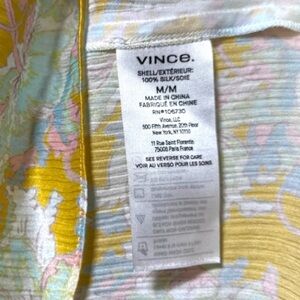 VINCE.
SHELL/EXTÉRIEUR:
100% SILK/SOIE
M/M
MADE IN CHINA
FABRIQUÉ EN CHINE
RN#106730
Vince, LLC
500 Fifth Avenue, 20th Floor
New York, NY 10110
11 Rue Saint Florentin
75008 Paris France
SEE REVERSE FOR CARE
VOIR AU VERSO POUR LES SOINS